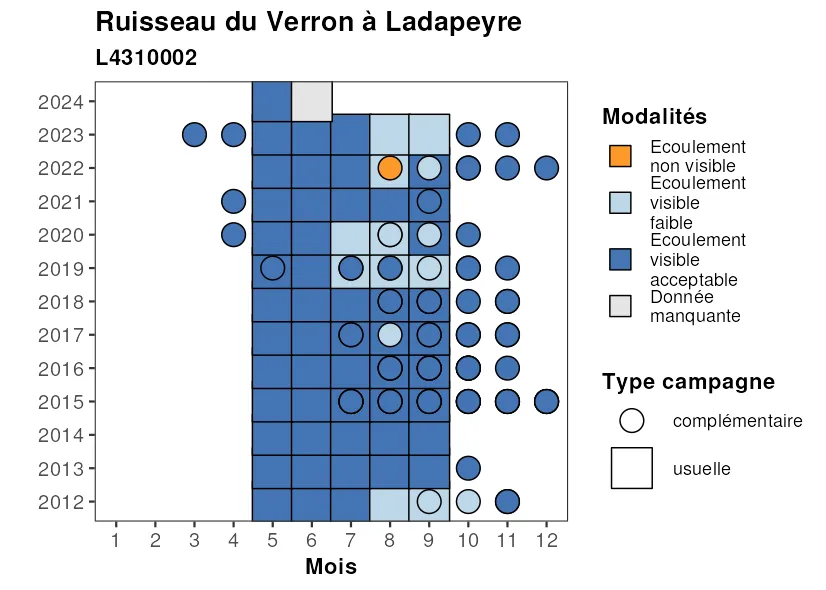 Ruisseau du Verron à Ladapeyre
L4310002
2024
2023
2022
2021
2020
2019
2018
2017
2016
2015
2014
2013
2012
1 2 3 4 5 6 7 8 9 10 11 12
Mois
Modalités
Ecoulement
non visible
Ecoulement
visible
faible
Ecoulement
visible
acceptable
Donnée
manquante
Type campagne
complémentaire
usuelle